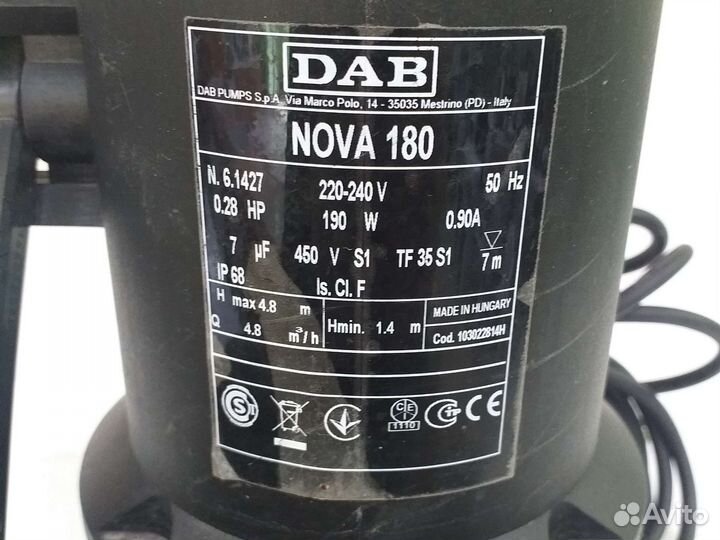 DAB
DAB PUMPS S.p.A. Via Marco Polo, 14 - 35035 Mestrino (PD) - Italy
NOVA 180
N. 6.1427 220-240 V 50 Hz
0.28 HP 190 W 0.90A
7 µF 450 V S1 TF 35 S1 7 m
IP 68 Is. Cl. F
H max 4.8 m
Q 4.8 m³/h
Hmin. 1.4 m
MADE IN HUNGARY
Cod. 103022814H
CE
1110
CE
Avito